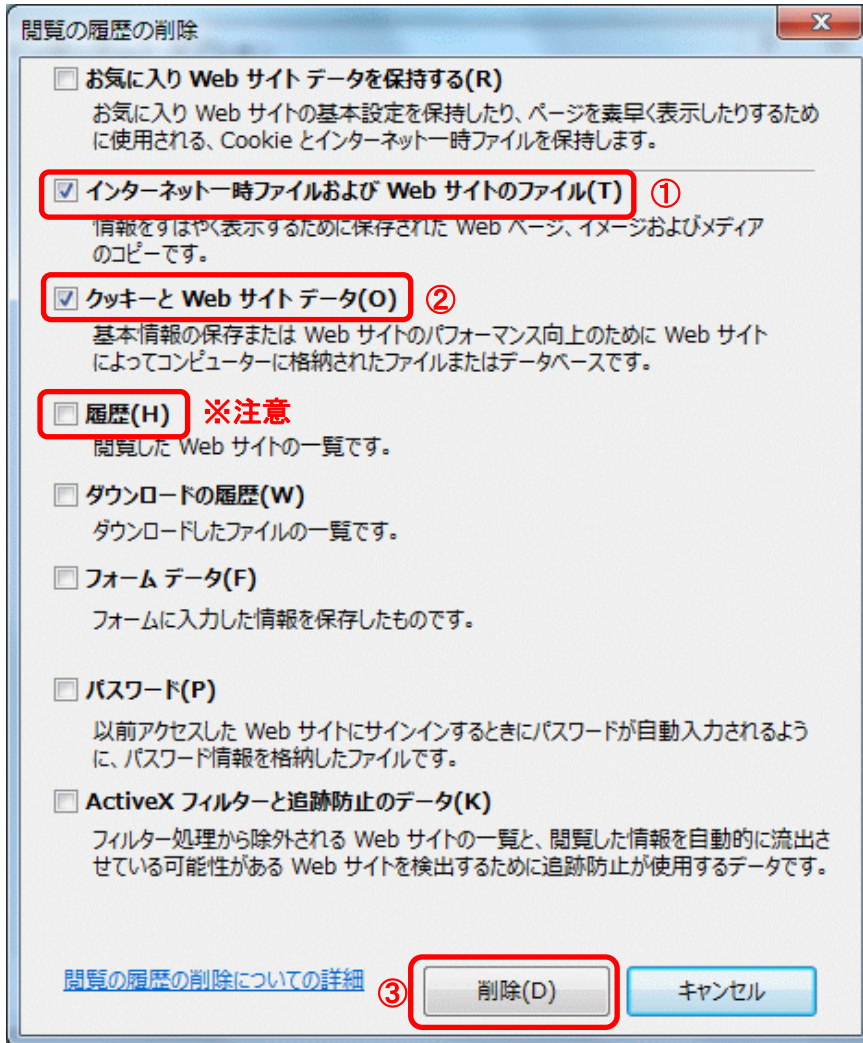 閲覧の履歴の削除
お気に入り Web サイト データを保持する(R)
お気に入り Web サイトの基本設定を保持したり、ページを素早く表示したりするため
に使用される、Cookie とインターネット一時ファイルを保持します。
インターネット一時ファイルおよび Web サイトのファイル(T) ①
情報をすばやく表示するために保存された Web ページ、イメージおよびメディア
のコピーです。
クッキーと Web サイト データ(O) ②
基本情報の保存または Web サイトのパフォーマンス向上のために Web サイト
によってコンピューターに格納されたファイルまたはデータベースです。
履歴(H) ※注意
閲覧した Web サイトの一覧です。
ダウンロードの履歴(W)
ダウンロードしたファイルの一覧です。
フォーム データ(F)
フォームに入力した情報を保存したものです。
パスワード(P)
以前アクセスした Web サイトにサインインするときにパスワードが自動入力されるよう
に、パスワード情報を格納したファイルです。
ActiveX フィルターと追跡防止のデータ(K)
フィルター処理から除外される Web サイトの一覧と、閲覧した情報を自動的に流出さ
せている可能性がある Web サイトを検出するために追跡防止が使用するデータです。
閲覧の履歴の削除についての詳細 ③ 削除(D) キャンセル